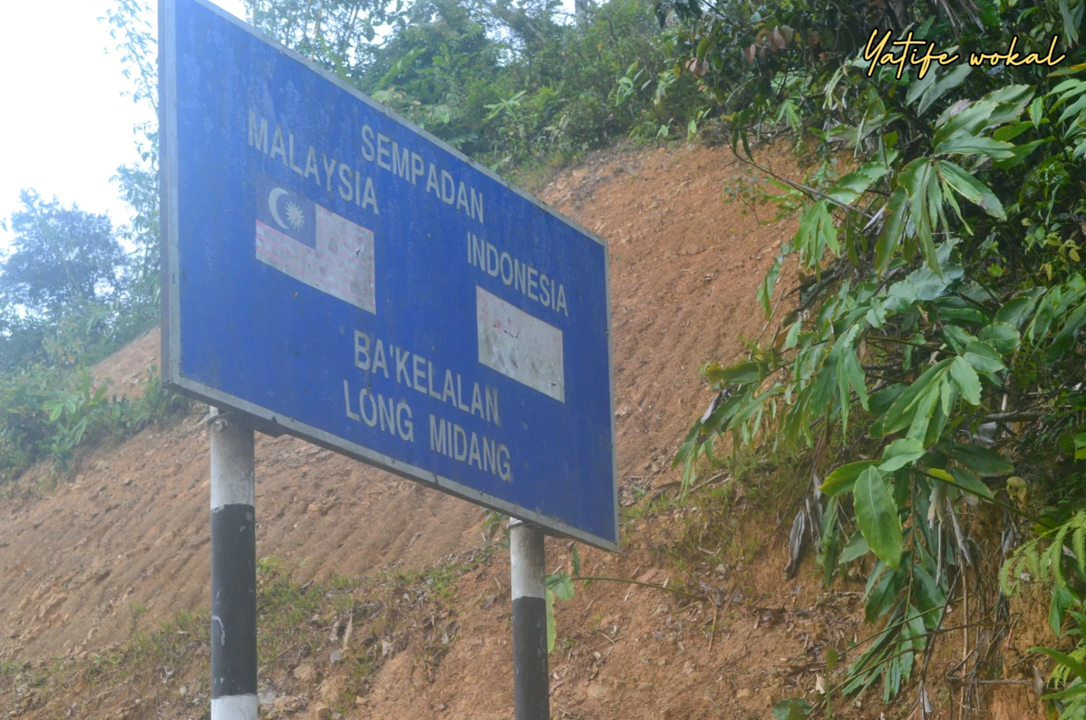 Yatife wokal
SEMPADAN
MALAYSIA
INDONESIA
BA'KELALAN
LONG MIDANG